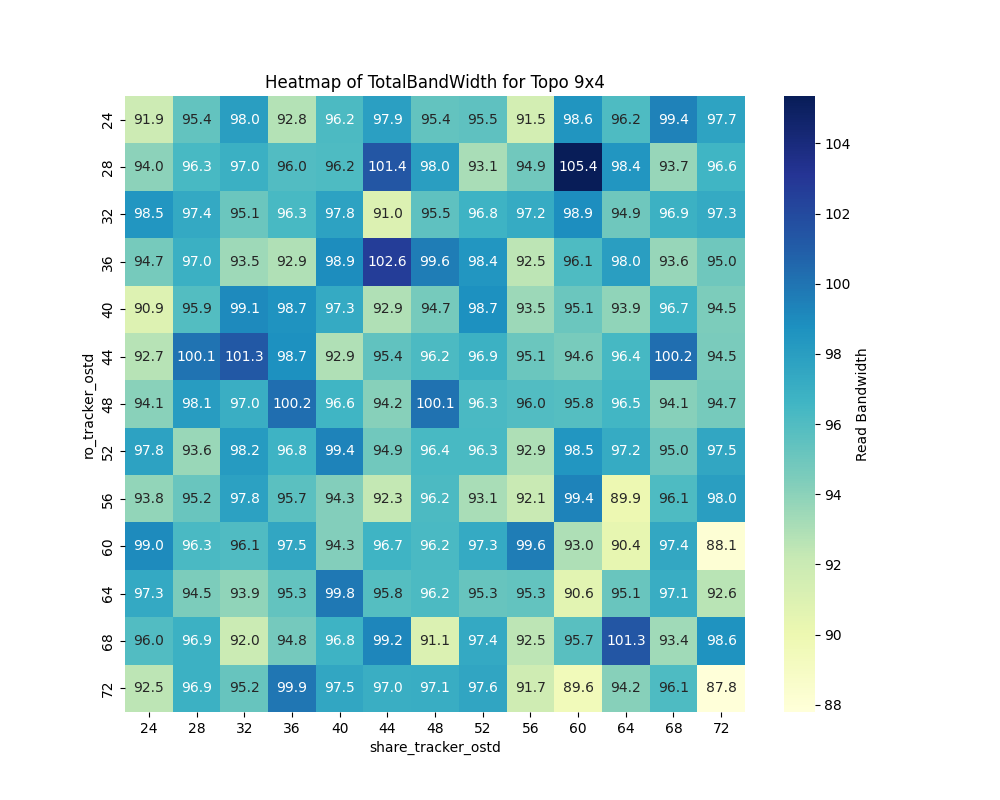 Heatmap of TotalBandWidth for Topo 9x4
24 91.9 95.4 98.0 92.8 96.2 97.9 95.4 95.5 91.5 98.6 96.2 99.4 97.7
28 94.0 96.3 97.0 96.0 96.2 101.4 98.0 93.1 94.9 105.4 98.4 93.7 96.6
32 98.5 97.4 95.1 96.3 97.8 91.0 95.5 96.8 97.2 98.9 94.9 96.9 97.3
36 94.7 97.0 93.5 92.9 98.9 102.6 99.6 98.4 92.5 96.1 98.0 93.6 95.0
40 90.9 95.9 99.1 98.7 97.3 92.9 94.7 98.7 93.5 95.1 93.9 96.7 94.5
44 92.7 100.1 101.3 98.7 92.9 95.4 96.2 96.9 95.1 94.6 96.4 100.2 94.5
48 94.1 98.1 97.0 100.2 96.6 94.2 100.1 96.3 96.0 95.8 96.5 94.1 94.7
52 97.8 93.6 98.2 96.8 99.4 94.9 96.4 96.3 92.9 98.5 97.2 95.0 97.5
56 93.8 95.2 97.8 95.7 94.3 92.3 96.2 93.1 92.1 99.4 89.9 96.1 98.0
60 99.0 96.3 96.1 97.5 94.3 96.7 96.2 97.3 99.6 93.0 90.4 97.4 88.1
64 97.3 94.5 93.9 95.3 99.8 95.8 96.2 95.3 95.3 90.6 95.1 97.1 92.6
68 96.0 96.9 92.0 94.8 96.8 99.2 91.1 97.4 92.5 95.7 101.3 93.4 98.6
72 92.5 96.9 95.2 99.9 97.5 97.0 97.1 97.6 91.7 89.6 94.2 96.1 87.8
24 28 32 36 40 44 48 52 56 60 64 68 72
share_tracker_ostd
ro_tracker_ostd
104
102
100
98
96
94
92
90
88
Read Bandwidth